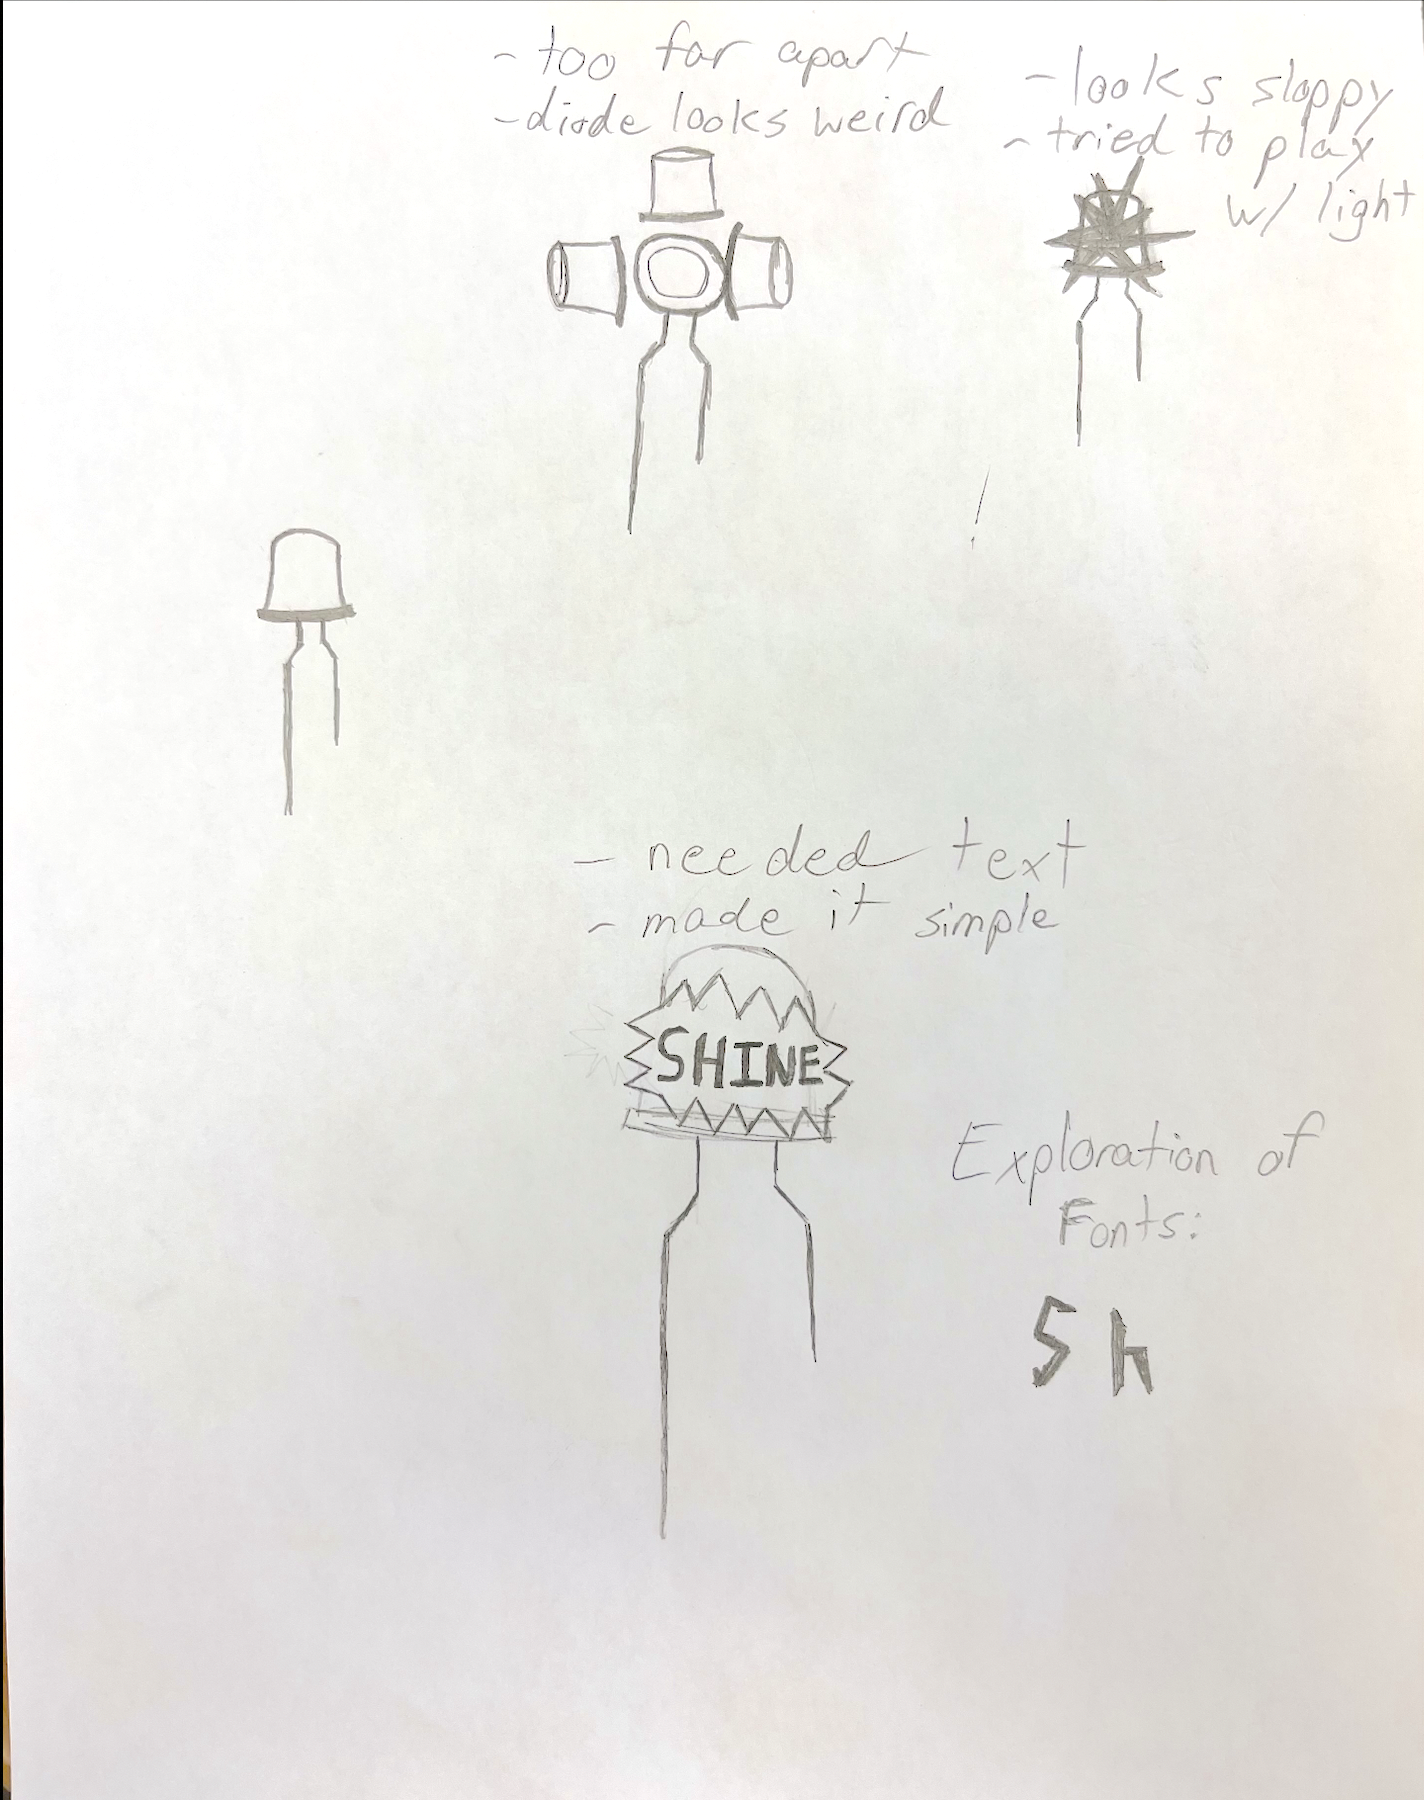 - too far apart
- diode looks weird
- looks sloppy
- tried to play
w/ light
- needed text
- made it simple
SHINE
Exploration of
Fonts:
S h